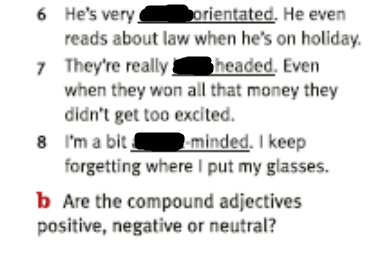 6 He's very orientated. He even
reads about law when he's on holiday.
7 They're really headed. Even
when they won all that money they
didn't get too excited.
8 I'm a bit -minded. I keep
forgetting where I put my glasses.
b Are the compound adjectives
positive, negative or neutral?